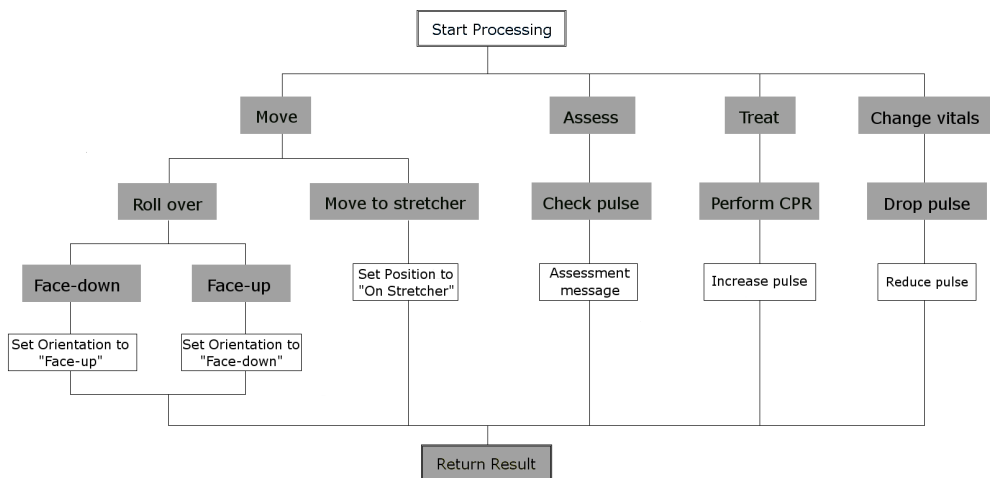 Start Processing
Move
Assess
Treat
Change vitals
Roll over
Move to stretcher
Check pulse
Perform CPR
Drop pulse
Face-down
Face-up
Set Position to
"On Stretcher"
Assessment
message
Increase pulse
Reduce pulse
Set Orientation to
"Face-up"
Set Orientation to
"Face-down"
Return Result